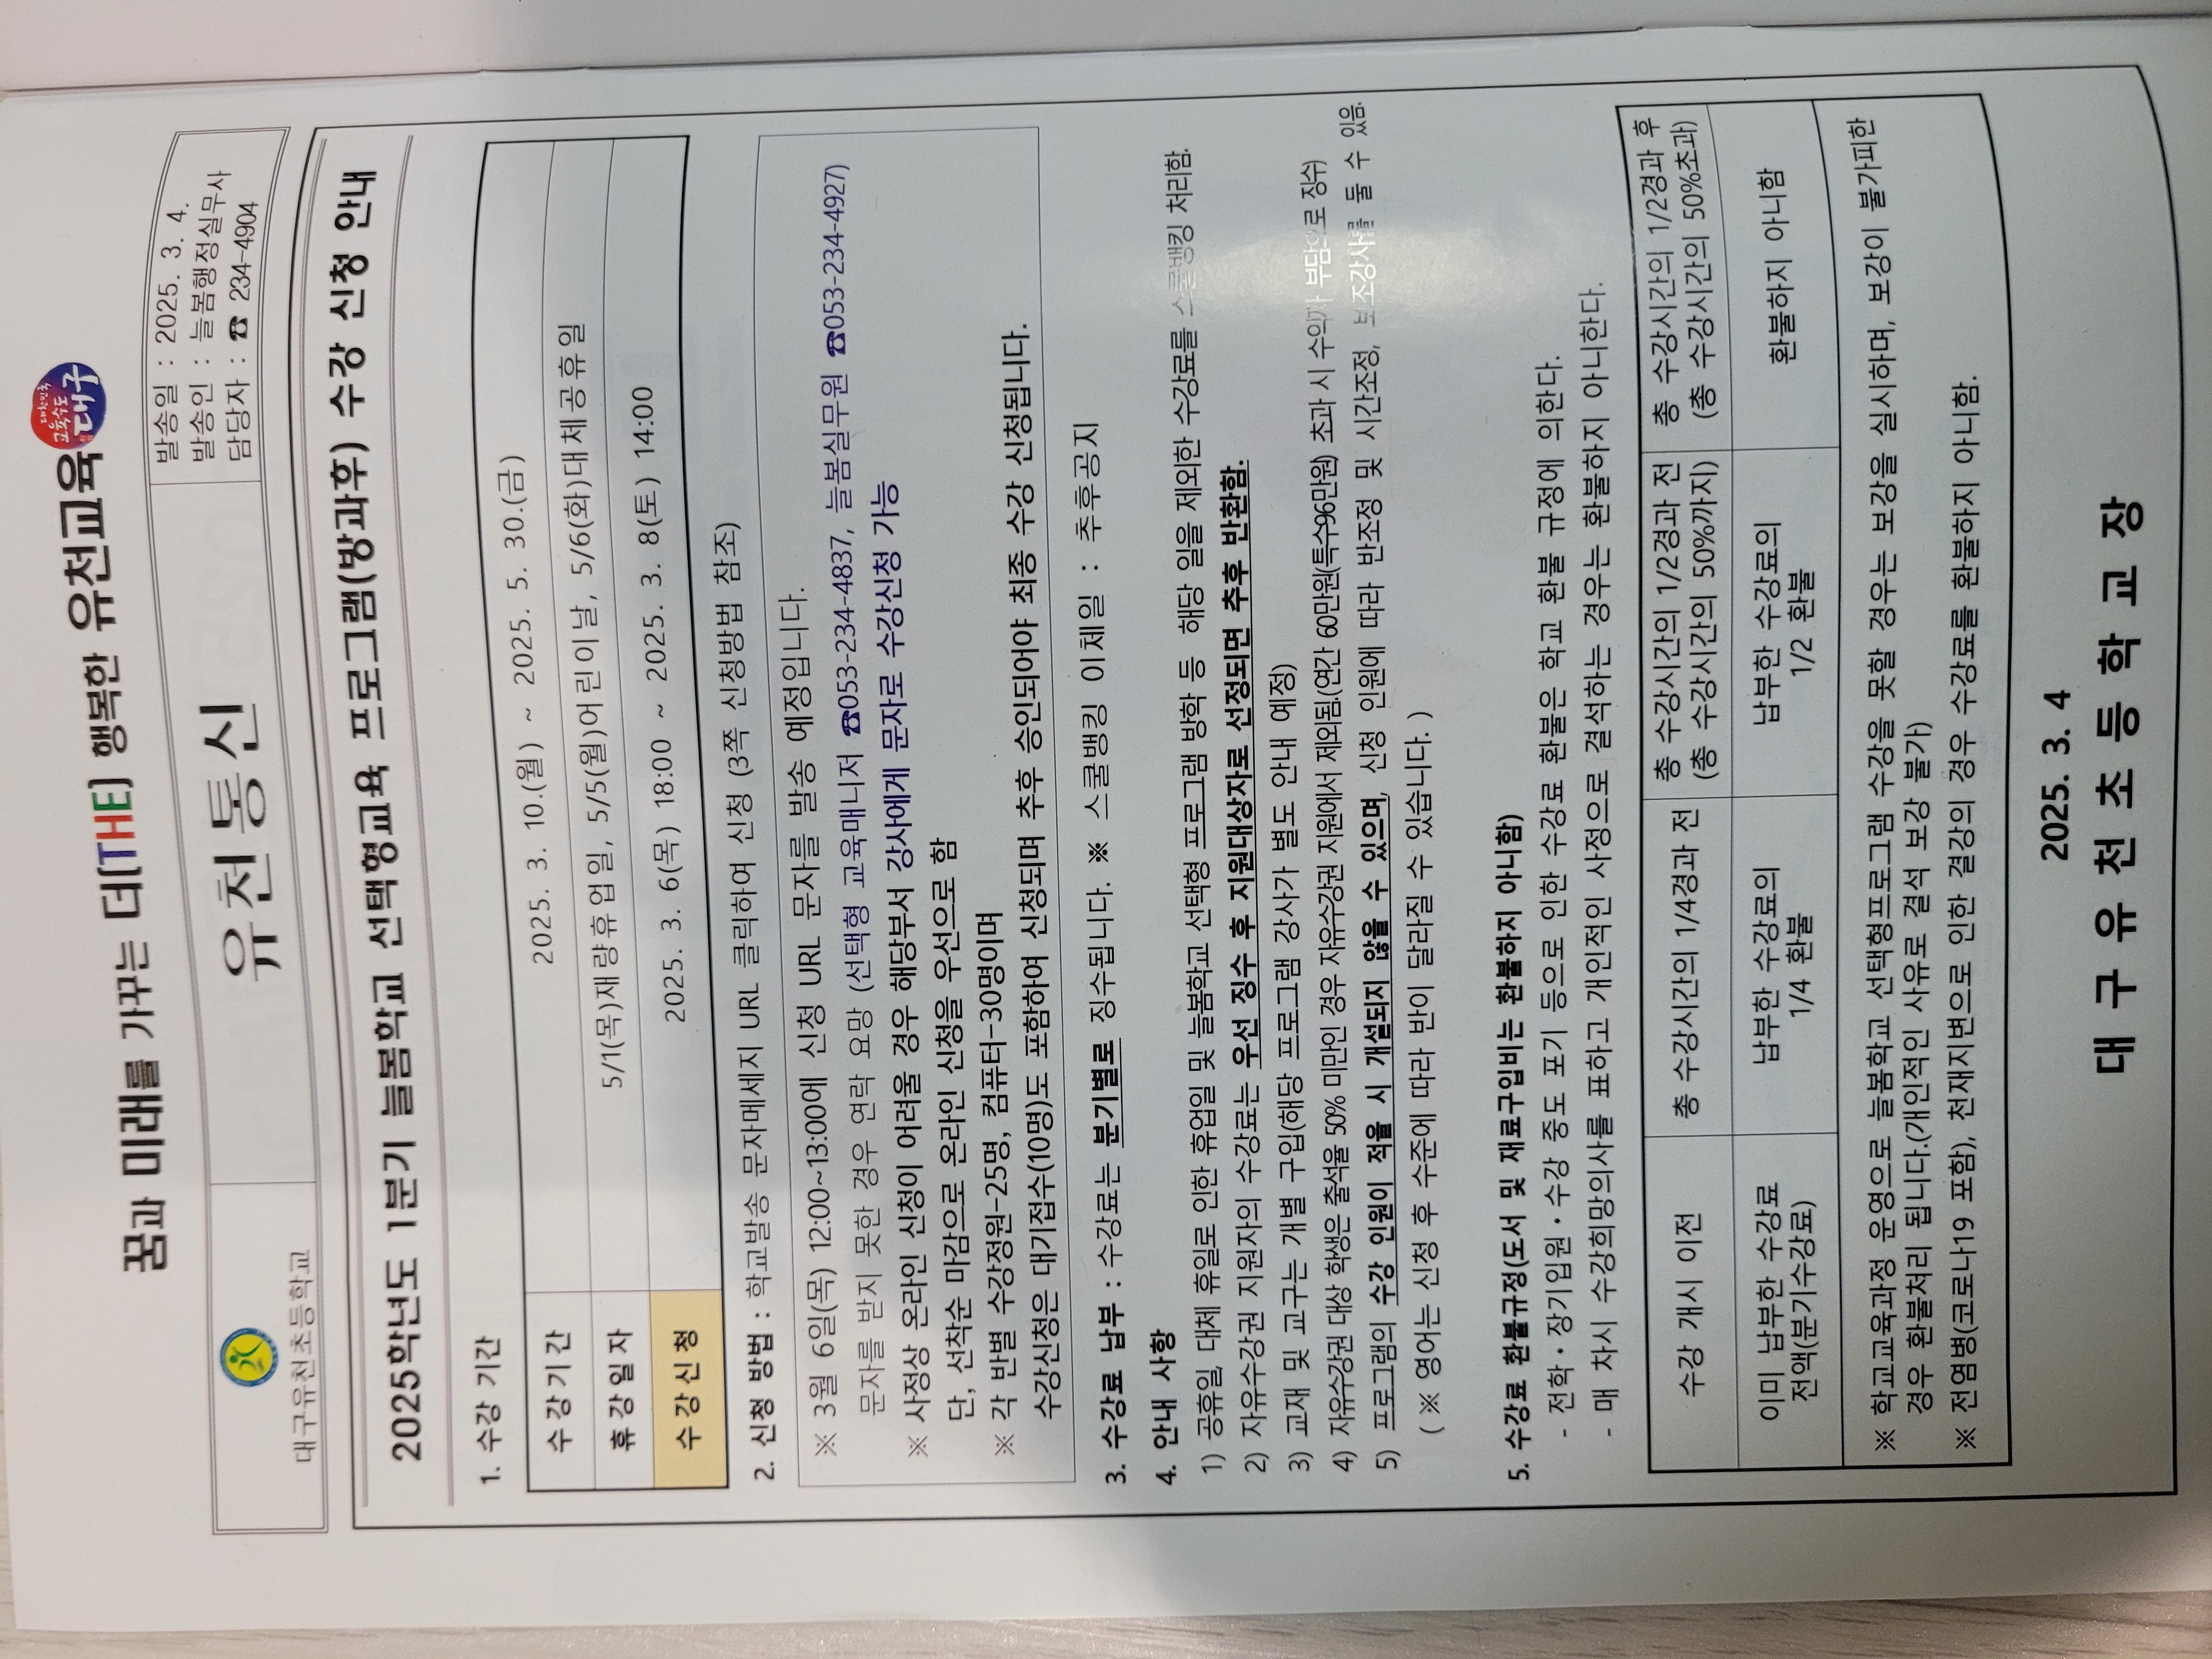 꿈과 미래를 가꾸는 더(THE) 행복한 유천교육
대한민국
교육수도
대구
대구유천초등학교
유천통신
발송일 : 2025. 3. 4.
발송인 : 늘봄행정실무사
담당자 : ☎ 234-4904
2025학년도 1분기 늘봄학교 선택형교육 프로그램(방과후) 수강 신청 안내
1. 수강 기간
수강기간 2025. 3. 10.(월) ~ 2025. 5. 30.(금)
휴강일자 5/1(목)재량휴업일, 5/5(월)어린이날, 5/6(화)대체공휴일
수강신청 2025. 3. 6(목) 18:00 ~ 2025. 3. 8(토) 14:00
2. 신청 방법 : 학교발송 문자메세지 URL 클릭하여 신청 (3쪽 신청방법 참조)
※ 3월 6일(목) 12:00~13:00에 신청 URL 문자를 발송 예정입니다.
문자를 받지 못한 경우 연락 요망 (선택형 교육매니저 ☎053-234-4837, 늘봄실무원 ☎053-234-4927)
※ 사정상 온라인 신청이 어려울 경우 해당부서 강사에게 문자로 수강신청 가능
단, 선착순 마감으로 온라인 신청을 우선으로 함
※ 각 반별 수강정원-25명, 컴퓨터-30명이며
수강신청은 대기접수(10명)도 포함하여 신청되며 추후 승인되어야 최종 수강 신청됩니다.
3. 수강료 납부 : 수강료는 분기별로 징수됩니다. ※ 스쿨뱅킹 이체일 : 추후공지
4. 안내 사항
1) 공휴일, 대체 휴일로 인한 휴업일 및 늘봄학교 선택형 프로그램 방학 등 해당 일을 제외한 수강료를 스쿨뱅킹 처리함.
2) 자유수강권 지원자의 수강료는 우선 징수 후 지원대상자로 선정되면 추후 반환함.
3) 교재 및 교구는 개별 구입(해당 프로그램 강사가 별도 안내 예정)
4) 자유수강권 대상 학생은 출석율 50% 미만인 경우 자유수강권 지원에서 제외됨.(연간 60만원(특수96만원) 초과 시 수익자 부담으로 징수)
5) 프로그램의 수강 인원이 적을 시 개설되지 않을 수 있으며, 신청 인원에 따라 반조정 및 시간조정, 보조강사를 둘 수 있음.
( ※ 영어는 신청 후 수준에 따라 반이 달라질 수 있습니다. )
5. 수강료 환불규정(도서 및 재료구입비는 환불하지 아니함)
- 전학·장기입원·수강 중도 포기 등으로 인한 수강료 환불은 학교 환불 규정에 의한다.
- 매 차시 수강희망의사를 표하고 개인적인 사정으로 결석하는 경우는 환불하지 아니한다.
수강 개시 이전
총 수강시간의 1/4경과 전
총 수강시간의 1/2경과 전
(총 수강시간의 50%까지)
총 수강시간의 1/2경과 후
(총 수강시간의 50%초과)
이미 납부한 수강료
전액(분기수강료)
납부한 수강료의
1/4 환불
납부한 수강료의
1/2 환불
환불하지 아니함
※ 학교교육과정 운영으로 늘봄학교 선택형프로그램 수강을 못할 경우는 보강을 실시하며, 보강이 불가피한
경우 환불처리 됩니다.(개인적인 사유로 결석 보강 불가)
※ 전염병(코로나19 포함), 천재지변으로 인한 결강의 경우 수강료를 환불하지 아니함.
2025. 3. 4
대구유천초등학교장